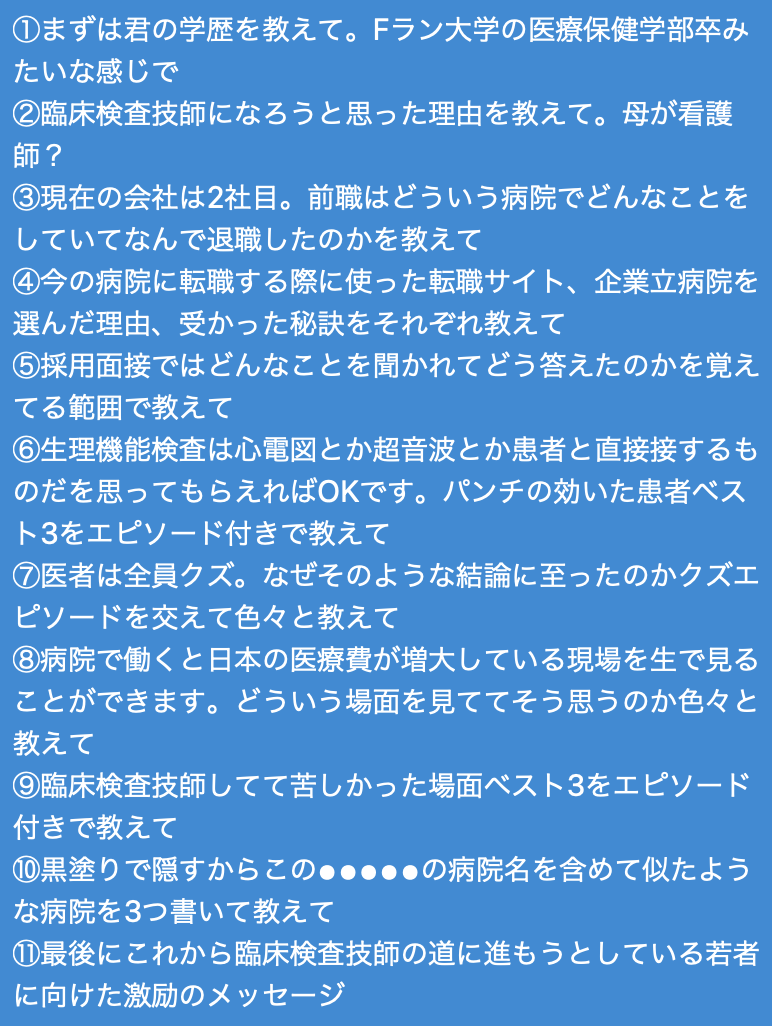 ①まずは君の学歴を教えて。Fラン大学の医療保健学部卒み
たいな感じで
②臨床検査技師になろうと思った理由を教えて。母が看護
師？
③現在の会社は2社目。前職はどういう病院でどんなことを
していてなんで退職したのかを教えて
④今の病院に転職する際に使った転職サイト、企業立病院を
選んだ理由、受かった秘訣をそれぞれ教えて
⑤採用面接ではどんなことを聞かれてどう答えたのかを覚え
てる範囲で教えて
⑥生理機能検査は心電図とか超音波とか患者と直接接するも
のだを思ってもらえればOKです。パンチの効いた患者ベス
ト3をエピソード付きで教えて
⑦医者は全員クズ。なぜそのような結論に至ったのかクズエ
ピソードを交えて色々と教えて
⑧病院で働くと日本の医療費が増大している現場を生で見る
ことができます。どういう場面を見ててそう思うのか色々と
教えて
⑨臨床検査技師してて苦しかった場面ベスト3をエピソード
付きで教えて
⑩黒塗りで隠すからこの●●●●●の病院名を含めて似たよう
な病院を3つ書いて教えて
⑪最後にこれから臨床検査技師の道に進もうとしている若者
に向けた激励のメッセージ